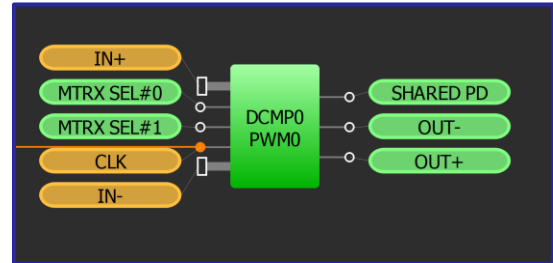 IN+
MTRX SEL#0
MTRX SEL#1
CLK
IN-
DCMP0
PWM0
SHARED PD
OUT-
OUT+